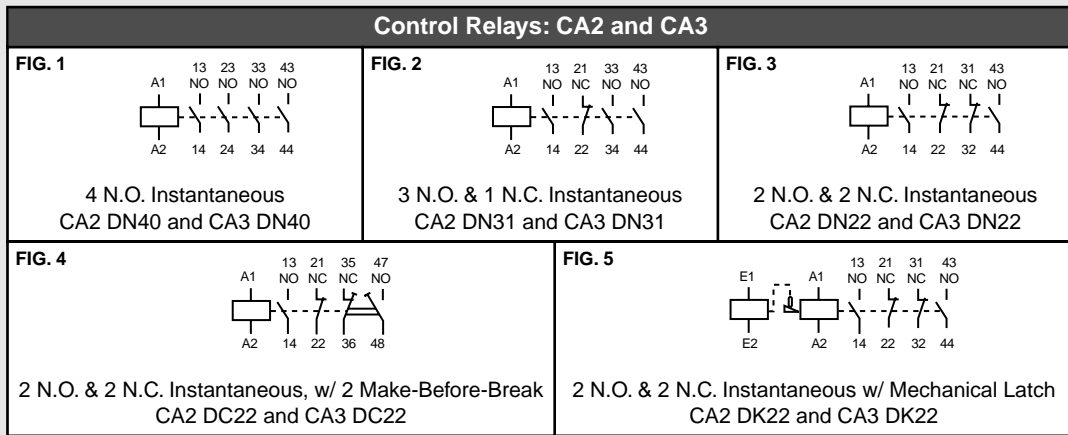 Control Relays: CA2 and CA3
FIG. 1
13 23 33 43
A1 NO NO NO NO
A2 14 24 34 44
4 N.O. Instantaneous
CA2 DN40 and CA3 DN40
FIG. 2
13 21 33 43
A1 NO NC NO NO
A2 14 22 34 44
3 N.O. & 1 N.C. Instantaneous
CA2 DN31 and CA3 DN31
FIG. 3
13 21 31 43
A1 NO NC NC NO
A2 14 22 32 44
2 N.O. & 2 N.C. Instantaneous
CA2 DN22 and CA3 DN22
FIG. 4
13 21 35 47
A1 NO NC NC NO
A2 14 22 36 48
2 N.O. & 2 N.C. Instantaneous, w/ 2 Make-Before-Break
CA2 DC22 and CA3 DC22
FIG. 5
13 21 31 43
E1 A1 NO NC NC NO
E2 A2 14 22 32 44
2 N.O. & 2 N.C. Instantaneous w/ Mechanical Latch
CA2 DK22 and CA3 DK22